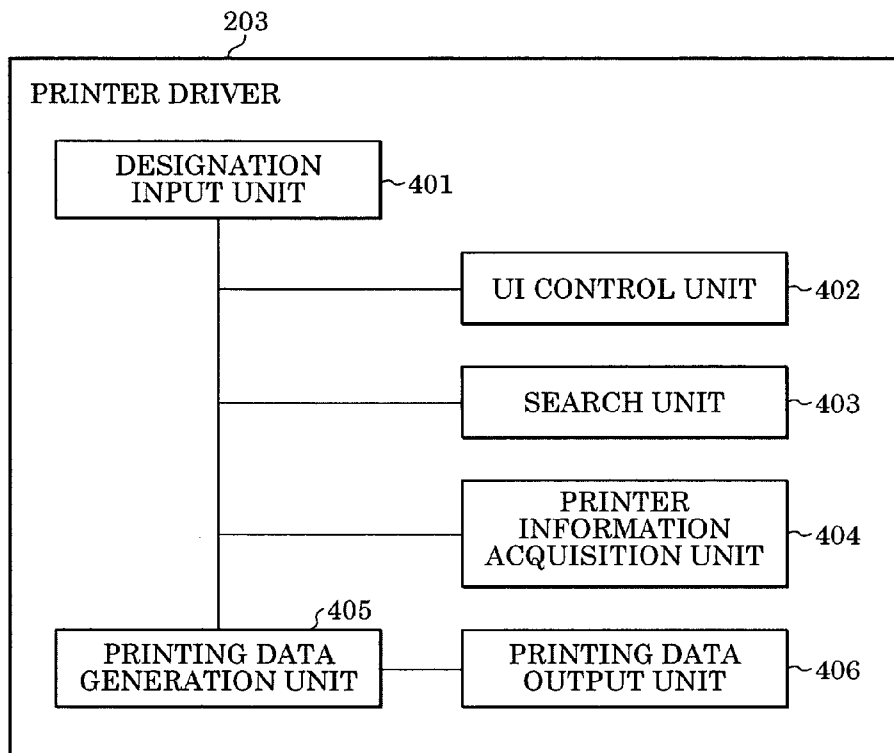 203
PRINTER DRIVER
DESIGNATION
INPUT UNIT
401
UI CONTROL UNIT
402
SEARCH UNIT
403
PRINTER
INFORMATION
ACQUISITION UNIT
404
405
PRINTING DATA
GENERATION UNIT
PRINTING DATA
OUTPUT UNIT
406